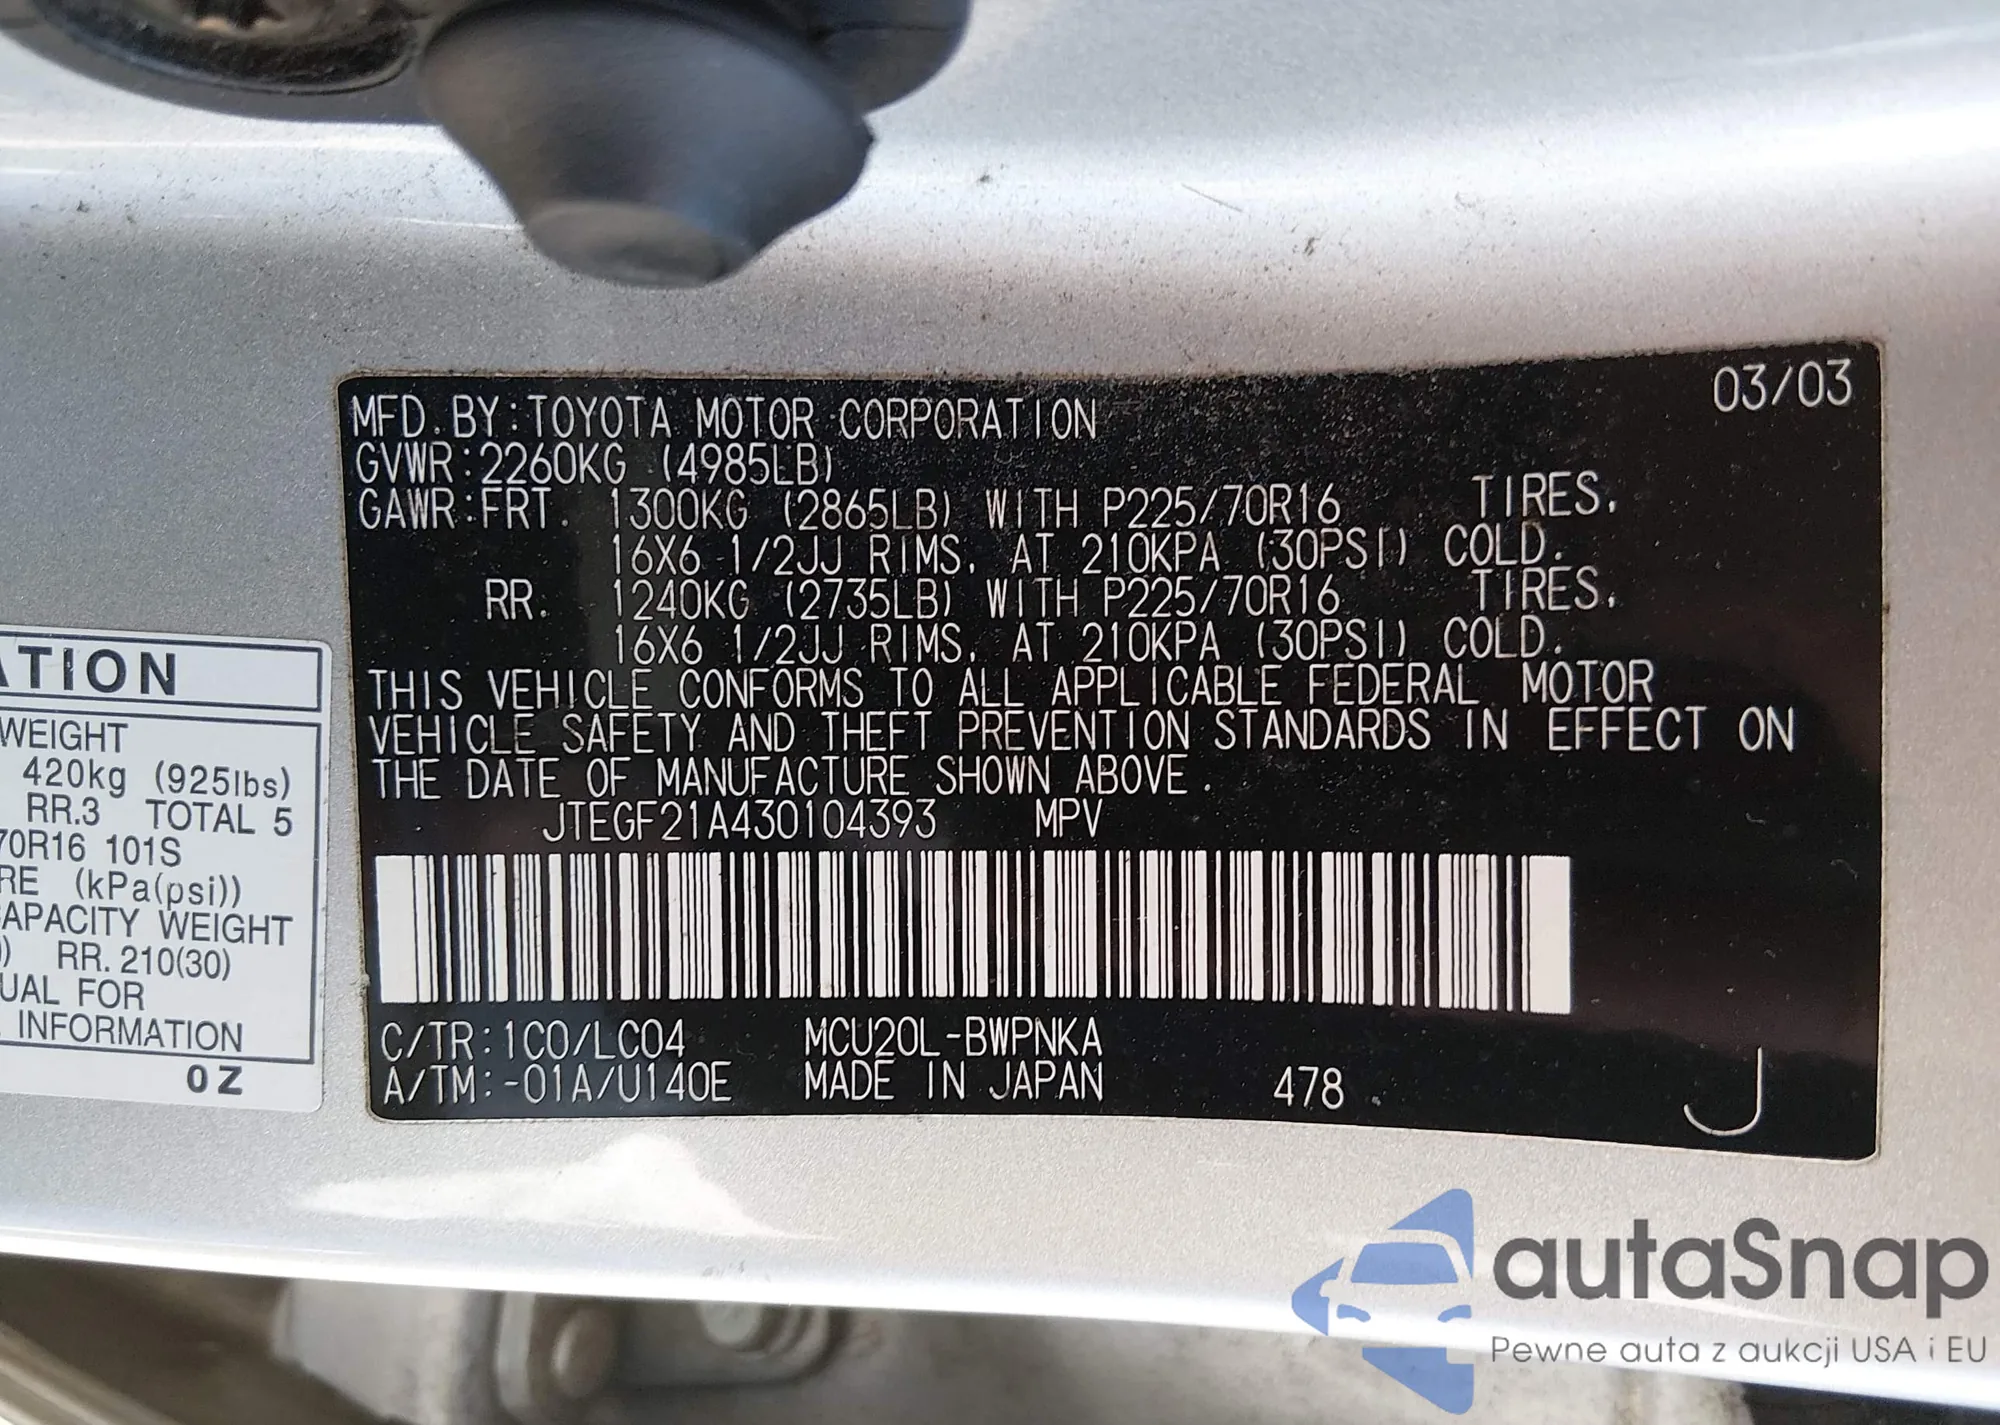 03/03
MFD.BY:TOYOTA MOTOR CORPORATION
GVWR:2260KG (4985LB)
GAWR:FRT. 1300KG (2865LB) WITH P225/70R16 TIRES,
16X6 1/2JJ RIMS, AT 210KPA (30PSI) COLD.
RR. 1240KG (2735LB) WITH P225/70R16 TIRES,
16X6 1/2JJ RIMS, AT 210KPA (30PSI) COLD.
THIS VEHICLE CONFORMS TO ALL APPLICABLE FEDERAL MOTOR
VEHICLE SAFETY AND THEFT PREVENTION STANDARDS IN EFFECT ON
THE DATE OF MANUFACTURE SHOWN ABOVE.
JTEGF21A430104393 MPV
C/TR:1C0/LC04 MCU20L-BWPNKA
A/TM:-01A/U140E MADE IN JAPAN 478 J
ATION
WEIGHT
420kg (925lbs)
RR.3 TOTAL 5
70R16 101S
RE (kPa(psi))
CAPACITY WEIGHT
) RR. 210(30)
UAL FOR
INFORMATION
0Z
autaSnap
Pewne auta z aukcji USA i EU